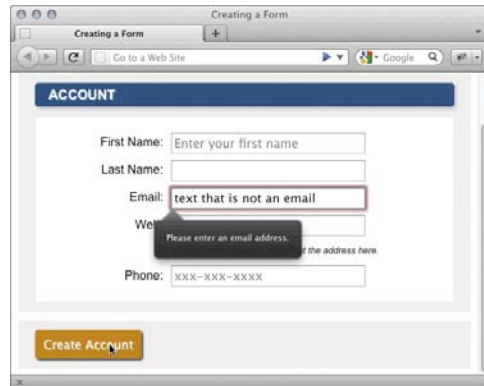 Creating a Form
Creating a Form
Go to a Web Site
Google
ACCOUNT
First Name: Enter your first name
Last Name:
Email: text that is not an email
Please enter an email address.
the address here.
Phone: xxx-xxx-xxxx
Create Account